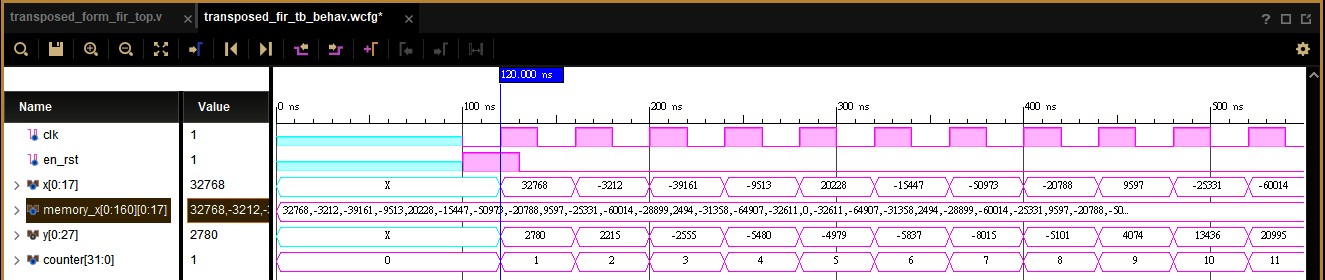 transposed_form_fir_top.v × transposed_fir_tb_behav.wcfg* × ?
120.000 ns
Name Value 0 ns 100 ns 200 ns 300 ns 400 ns 500 ns
clk 1
en_rst 1
x[0:17] 32768 X 32768 -3212 -39161 -9513 20228 -15447 -50973 -20788 9597 -25331 -60014
memory_x[0:160][0:17] 32768,-3212,- 32768,-3212,-39161,-9513,20228,-15447,-50973,-20788,9597,-25331,-60014,-28899,2494,-31358,-64907,-32611,0,-32611,-64907,-31358,2494,-28899,-60014,-25331,9597,-20788,-50...
y[0:27] 2780 X 2780 2215 -2555 -5480 -4979 -5837 -8015 -5101 4074 13436 20995
counter[31:0] 1 0 1 2 3 4 5 6 7 8 9 10 11